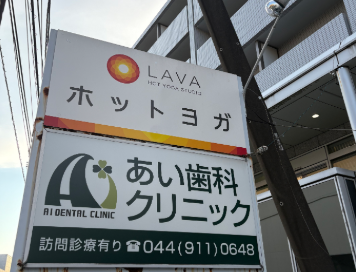 LAVA
HOT YOGA STUDIO
ホットヨガ
あい歯科
クリニック
AI DENTAL CLINIC
訪問診療有り☎044(911)0648